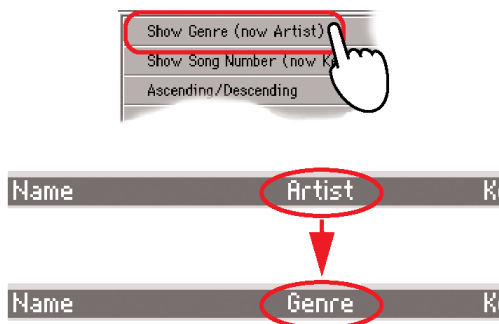 Show Genre (now Artist)
Show Song Number (now
Ascending/Descending
Name Artist
Name Genre